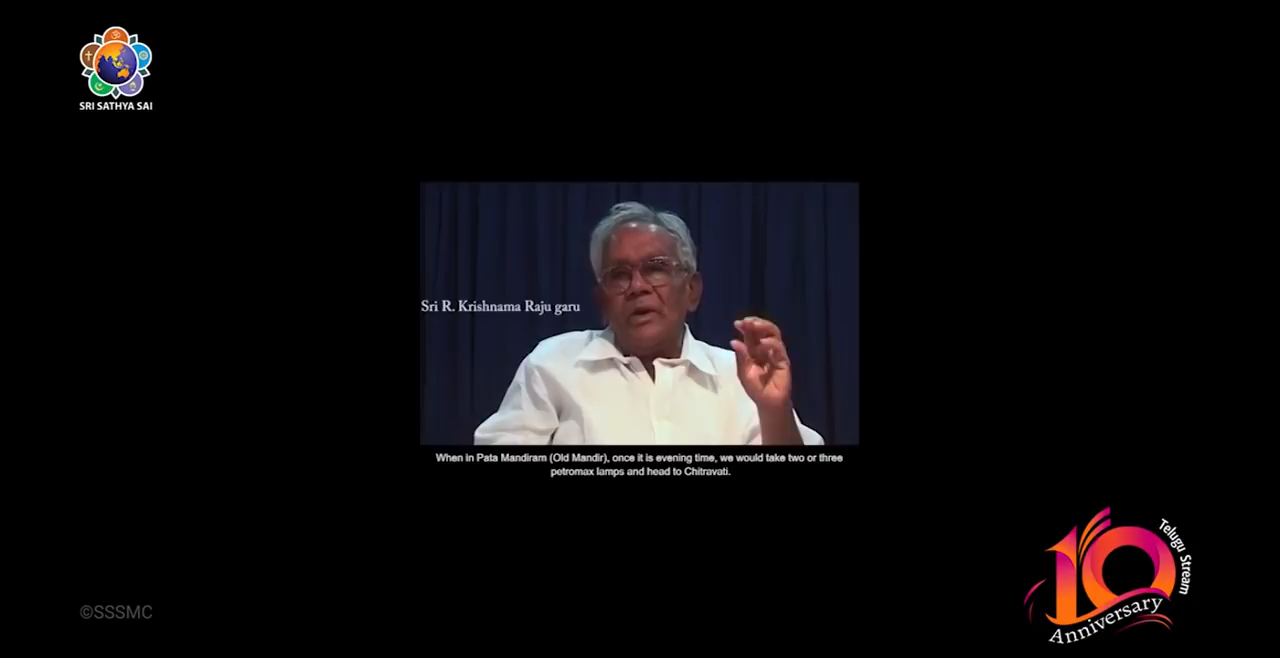 SRI SATHYA SAI
Sri R. Krishnama Raju garu
When in Pata Mandiram (Old Mandir), once it is evening time, we would take two or three
petromax lamps and head to Chitravati.
10
Telugu Stream
Anniversary
©SSSMC